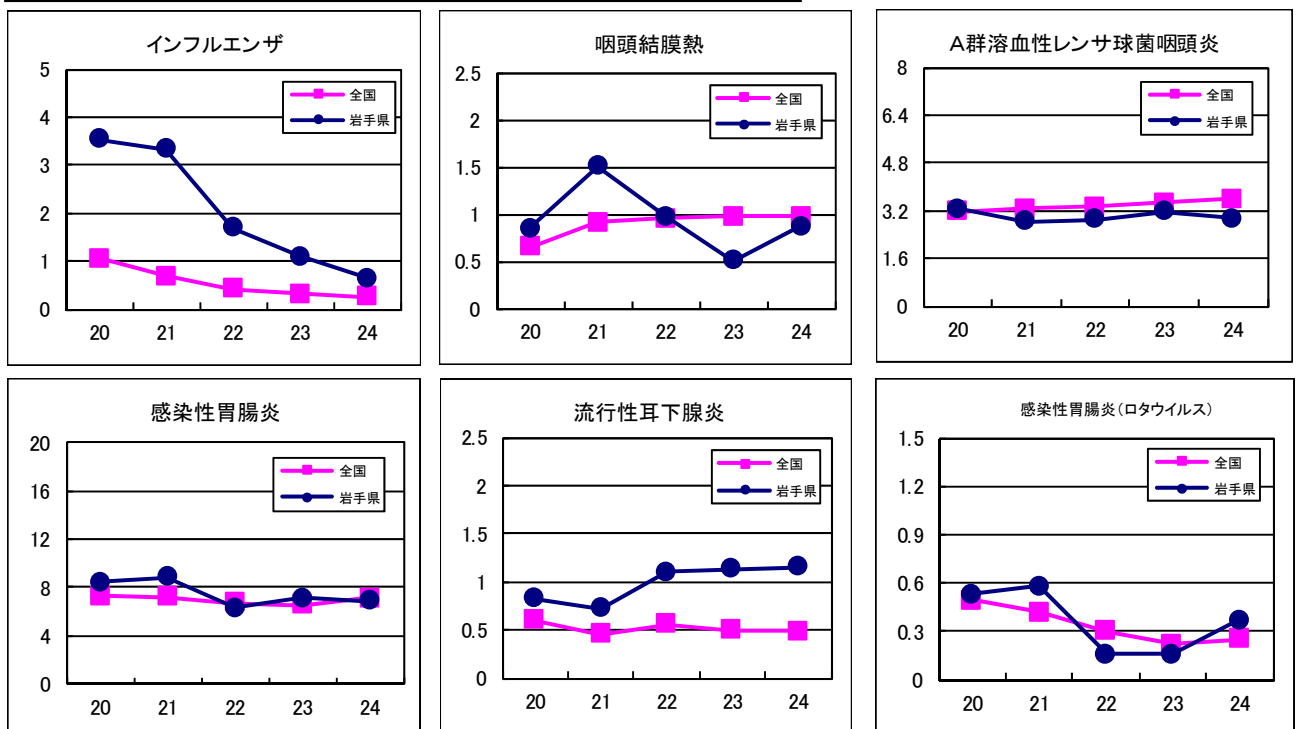 インフルエンザ
5
4
3
2
1
0
20 21 22 23 24
全国
岩手県
咽頭結膜熱
2.5
2
1.5
1
0.5
0
20 21 22 23 24
全国
岩手県
A群溶血性レンサ球菌咽頭炎
8
6.4
4.8
3.2
1.6
0
20 21 22 23 24
全国
岩手県
感染性胃腸炎
20
16
12
8
4
0
20 21 22 23 24
全国
岩手県
流行性耳下腺炎
2.5
2
1.5
1
0.5
0
20 21 22 23 24
全国
岩手県
感染性胃腸炎(ロタウイルス)
1.5
1.2
0.9
0.6
0.3
0
20 21 22 23 24
全国
岩手県